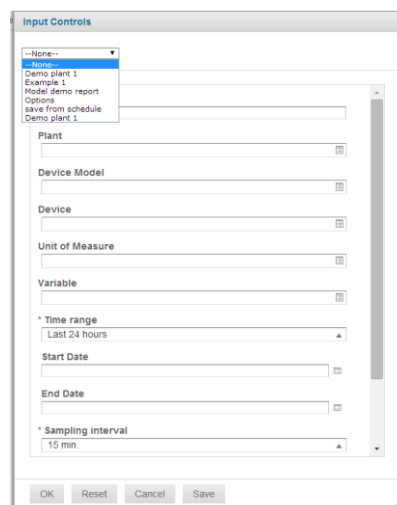 Input Controls
--None--
--None--
Demo plant 1
Example 1
Model demo report
Options
save from schedule
Demo plant 1
Plant
Device Model
Device
Unit of Measure
Variable
* Time range
Last 24 hours
Start Date
End Date
* Sampling interval
15 min.
OK Reset Cancel Save